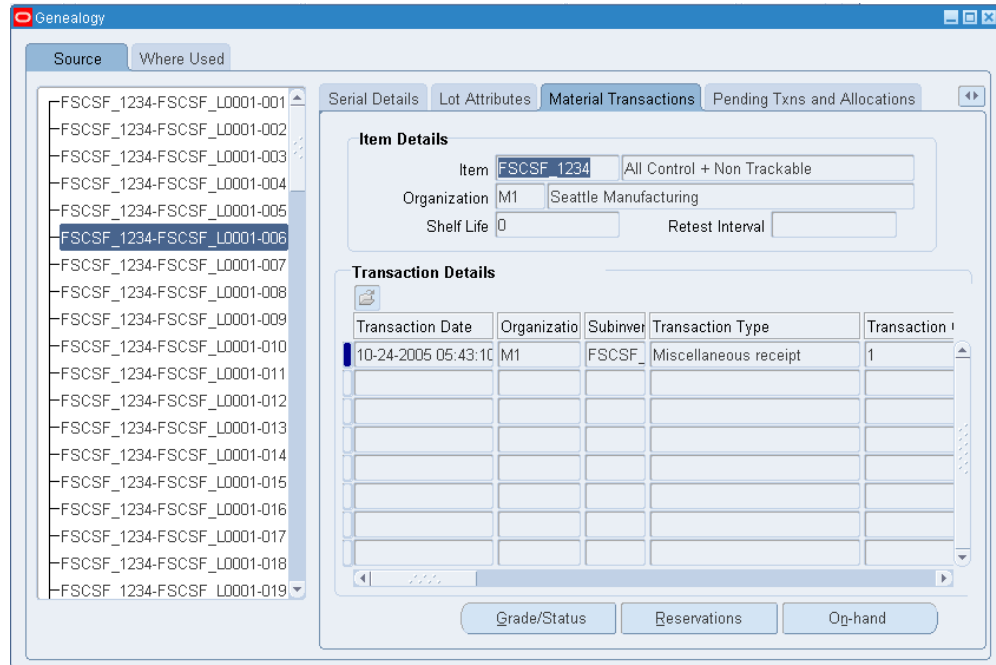 Genealogy
Source Where Used
FSCSF_1234-FSCSF_L0001-001
FSCSF_1234-FSCSF_L0001-002
FSCSF_1234-FSCSF_L0001-003
FSCSF_1234-FSCSF_L0001-004
FSCSF_1234-FSCSF_L0001-005
FSCSF_1234-FSCSF_L0001-006
FSCSF_1234-FSCSF_L0001-007
FSCSF_1234-FSCSF_L0001-008
FSCSF_1234-FSCSF_L0001-009
FSCSF_1234-FSCSF_L0001-010
FSCSF_1234-FSCSF_L0001-011
FSCSF_1234-FSCSF_L0001-012
FSCSF_1234-FSCSF_L0001-013
FSCSF_1234-FSCSF_L0001-014
FSCSF_1234-FSCSF_L0001-015
FSCSF_1234-FSCSF_L0001-016
FSCSF_1234-FSCSF_L0001-017
FSCSF_1234-FSCSF_L0001-018
FSCSF_1234-FSCSF_L0001-019
Serial Details Lot Attributes Material Transactions Pending Txns and Allocations
Item Details
Item FSCSF_1234 All Control + Non Trackable
Organization M1 Seattle Manufacturing
Shelf Life 0 Retest Interval
Transaction Details
Transaction Date Organizatio Subinver Transaction Type Transaction
10-24-2005 05:43:10 M1 FSCSF_ Miscellaneous receipt 1
Grade/Status Reservations On-hand